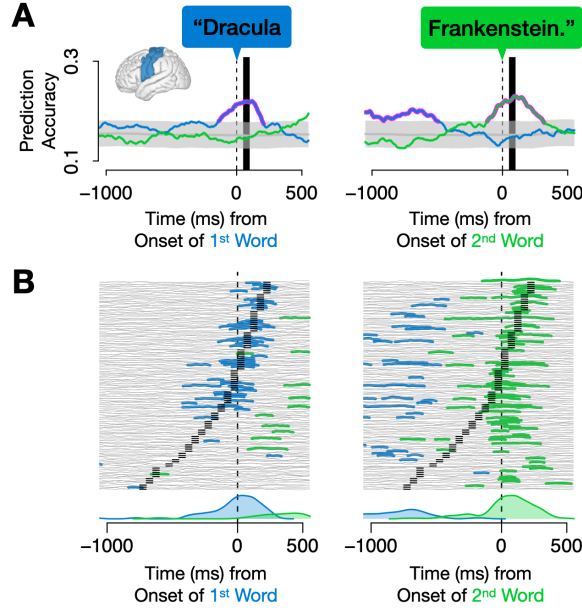 A
“Dracula
Frankenstein.”
Prediction
Accuracy
0.3
0.1
−1000
0
500
−1000
0
500
Time (ms) from
Onset of 1st Word
Time (ms) from
Onset of 2nd Word
B
−1000
0
500
−1000
0
500
Time (ms) from
Onset of 1st Word
Time (ms) from
Onset of 2nd Word